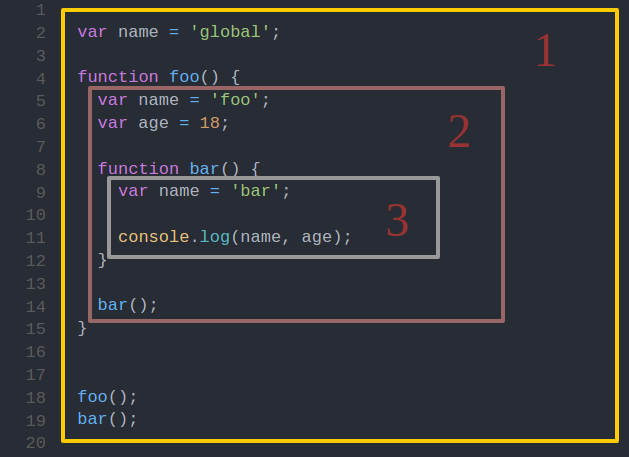 1
2 var name = 'global';
3
4 function foo() {
5 var name = 'foo';
6 var age = 18;
7
8 function bar() {
9 var name = 'bar';
10
11 console.log(name, age);
12 }
13
14 bar();
15 }
16
17
18 foo();
19 bar();
20
1
2
3